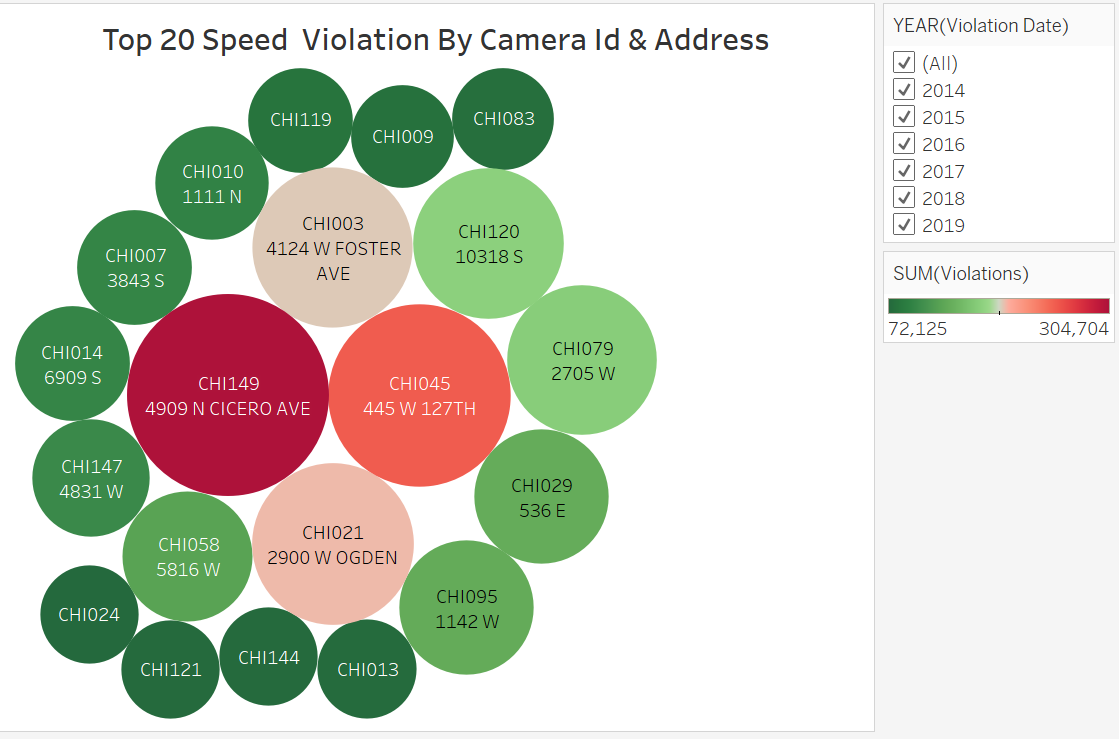 Top 20 Speed  Violation By Camera Id & Address
CHI119
CHI009
CHI083
CHI010
1111 N
CHI003
4124 W FOSTER
AVE
CHI120
10318 S
CHI007
3843 S
CHI014
6909 S
CHI149
4909 N CICERO AVE
CHI045
445 W 127TH
CHI079
2705 W
CHI147
4831 W
CHI029
536 E
CHI058
5816 W
CHI021
2900 W OGDEN
CHI095
1142 W
CHI024
CHI121
CHI144
CHI013
YEAR(Violation Date)
(All)
2014
2015
2016
2017
2018
2019
SUM(Violations)
72,125 304,704